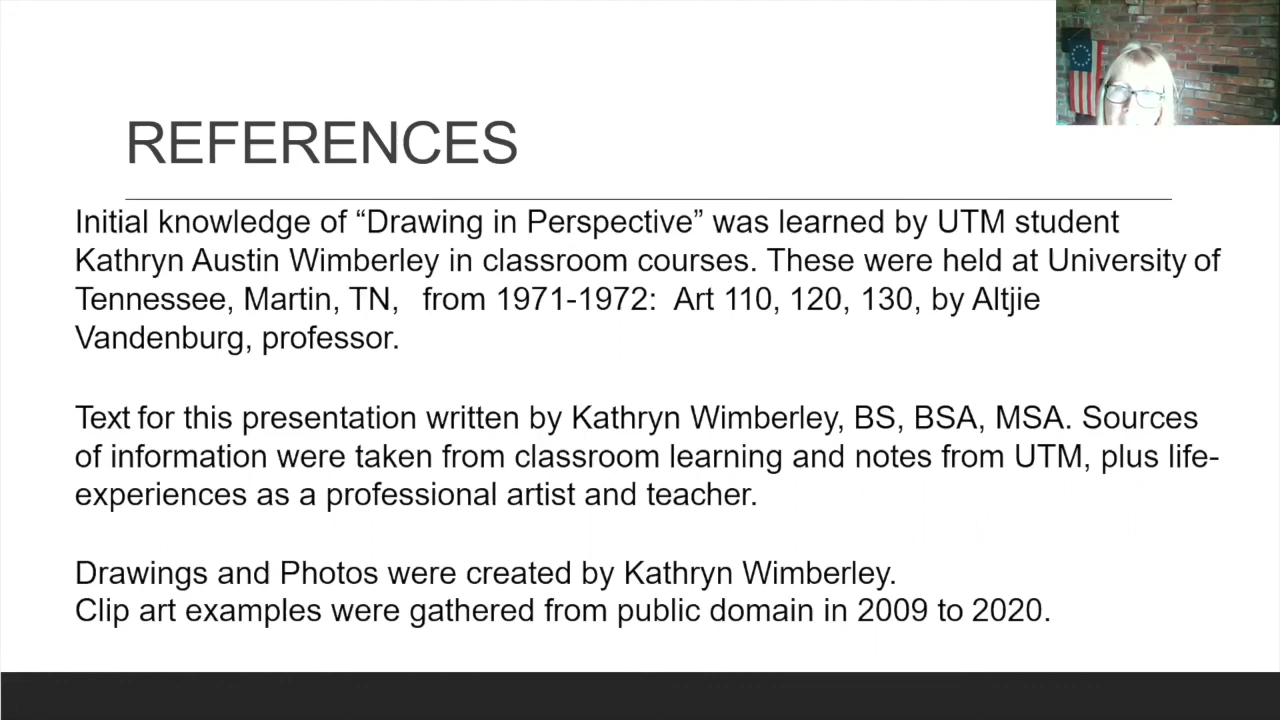 REFERENCES
Initial knowledge of “Drawing in Perspective” was learned by UTM student
Kathryn Austin Wimberley in classroom courses. These were held at University of
Tennessee, Martin, TN, from 1971-1972: Art 110, 120, 130, by Altjie
Vandenburg, professor.
Text for this presentation written by Kathryn Wimberley, BS, BSA, MSA. Sources
of information were taken from classroom learning and notes from UTM, plus life-
experiences as a professional artist and teacher.
Drawings and Photos were created by Kathryn Wimberley.
Clip art examples were gathered from public domain in 2009 to 2020.